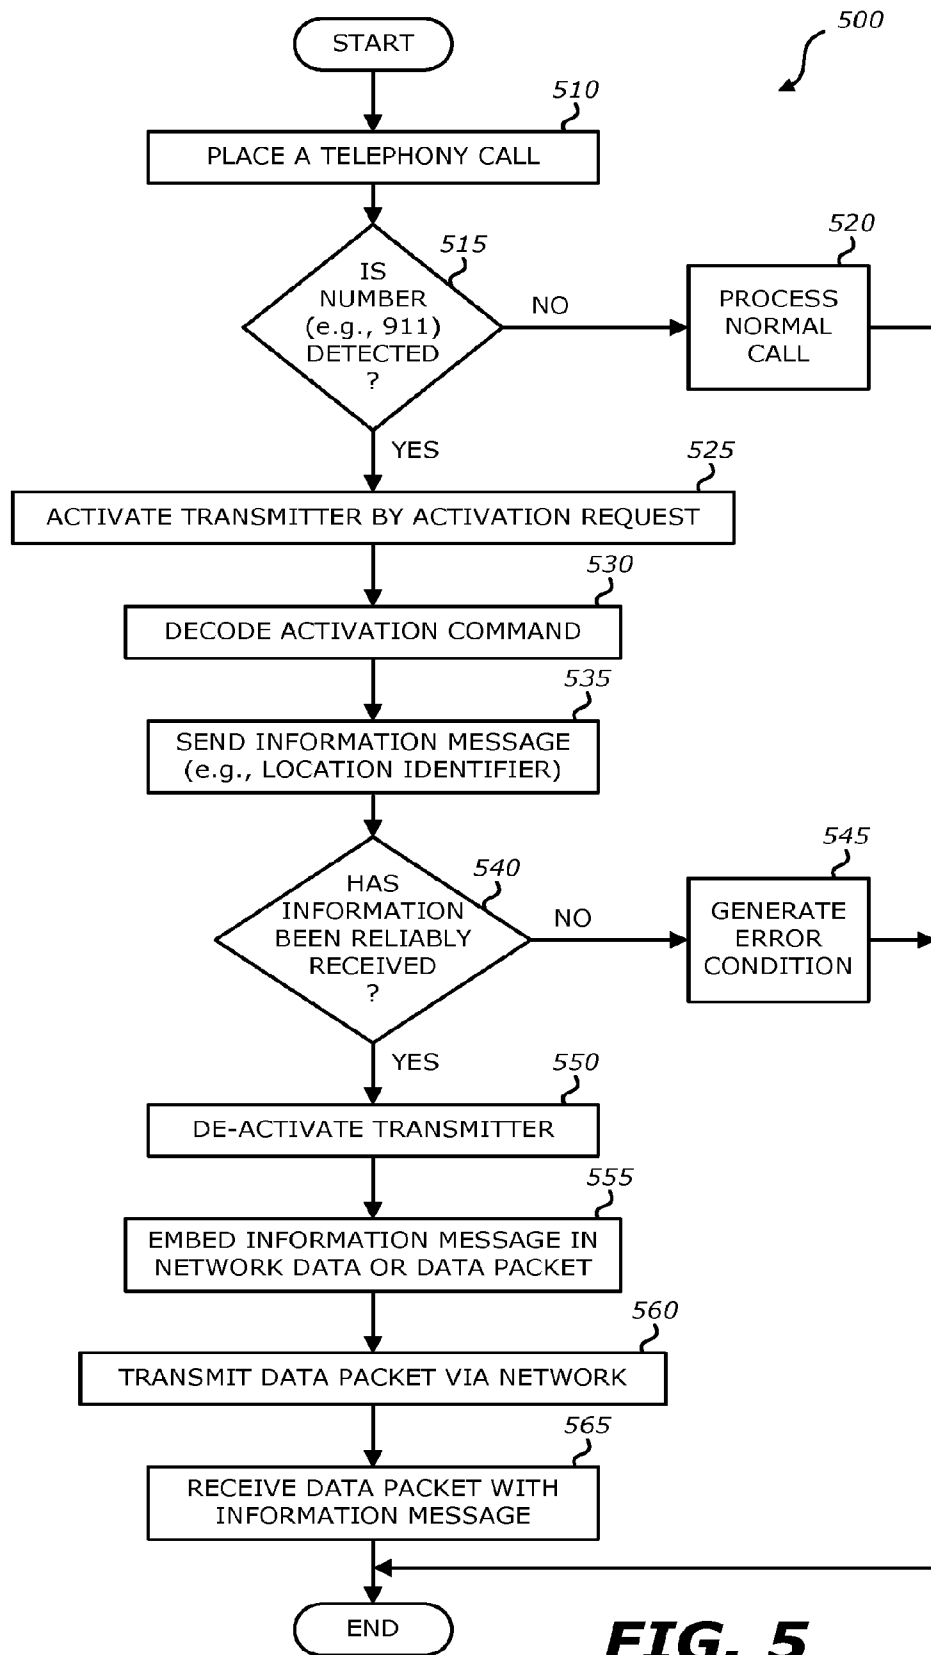 500
START
510
PLACE A TELEPHONY CALL
515
IS
NUMBER
(e.g., 911)
DETECTED
?
NO
520
PROCESS
NORMAL
CALL
YES
525
ACTIVATE TRANSMITTER BY ACTIVATION REQUEST
530
DECODE ACTIVATION COMMAND
535
SEND INFORMATION MESSAGE
(e.g., LOCATION IDENTIFIER)
540
HAS
INFORMATION
BEEN RELIABLY
RECEIVED
?
NO
545
GENERATE
ERROR
CONDITION
YES
550
DE-ACTIVATE TRANSMITTER
555
EMBED INFORMATION MESSAGE IN
NETWORK DATA OR DATA PACKET
560
TRANSMIT DATA PACKET VIA NETWORK
565
RECEIVE DATA PACKET WITH
INFORMATION MESSAGE
END
FIG. 5